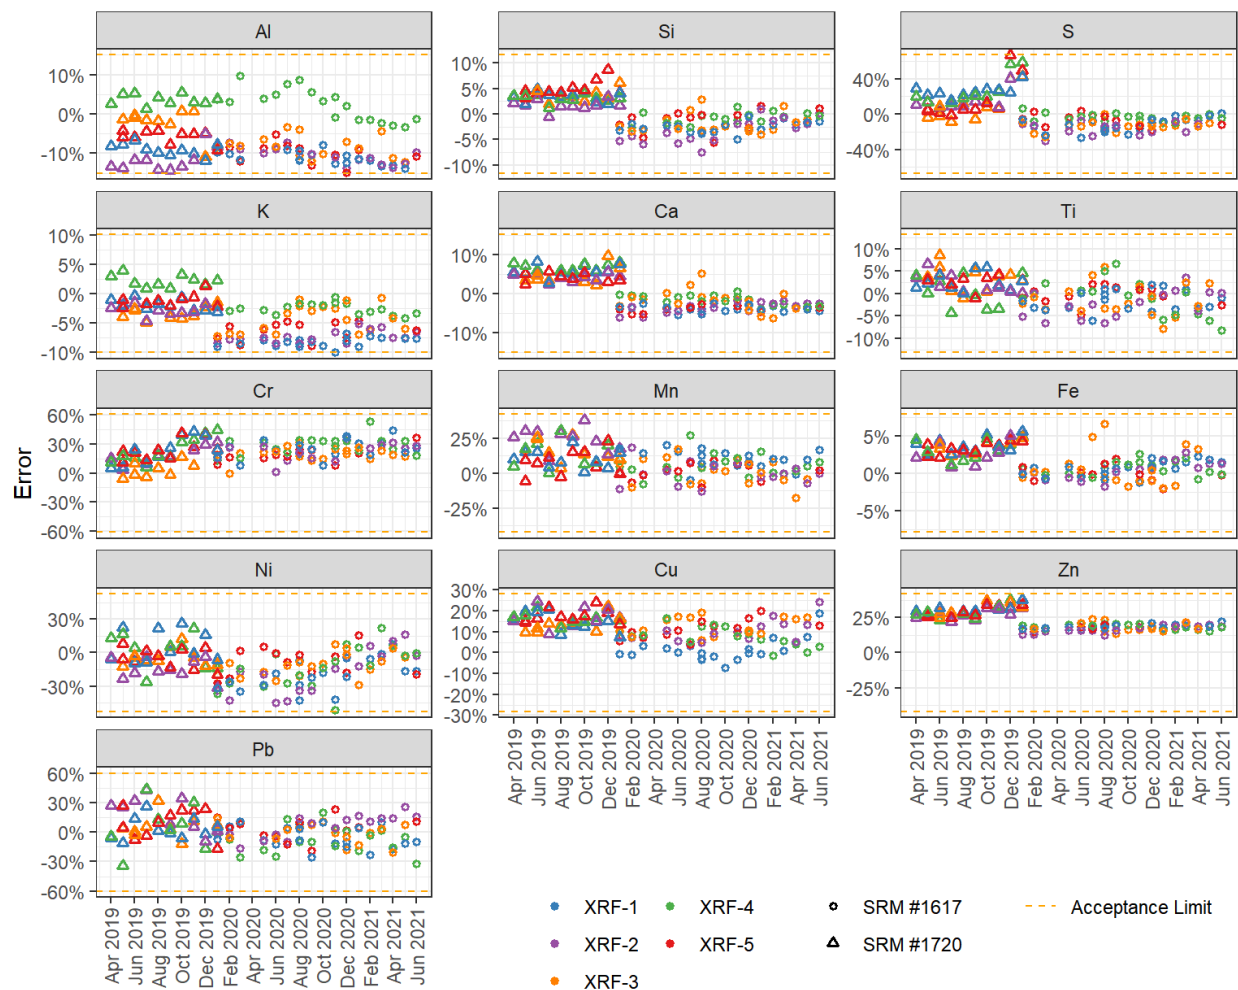 Al Si S
10%
0%
-10%
10%
5%
0%
-5%
-10%
40%
0%
-40%
K Ca Ti
10%
5%
0%
-5%
-10%
10%
0%
-10%
10%
5%
0%
-5%
-10%
Cr Mn Fe
60%
30%
0%
-30%
-60%
25%
0%
-25%
5%
0%
-5%
Error
Ni Cu Zn
30%
0%
-30%
30%
20%
10%
0%
-10%
-20%
-30%
25%
0%
-25%
Pb
60%
30%
0%
-30%
-60%
Apr 2019
Jun 2019
Aug 2019
Oct 2019
Dec 2019
Feb 2020
Apr 2020
Jun 2020
Aug 2020
Oct 2020
Dec 2020
Feb 2021
Apr 2021
Jun 2021
Apr 2019
Jun 2019
Aug 2019
Oct 2019
Dec 2019
Feb 2020
Apr 2020
Jun 2020
Aug 2020
Oct 2020
Dec 2020
Feb 2021
Apr 2021
Jun 2021
Apr 2019
Jun 2019
Aug 2019
Oct 2019
Dec 2019
Feb 2020
Apr 2020
Jun 2020
Aug 2020
Oct 2020
Dec 2020
Feb 2021
Apr 2021
Jun 2021
XRF-1 XRF-4 SRM #1617 Acceptance Limit
XRF-2 XRF-5 SRM #1720
XRF-3